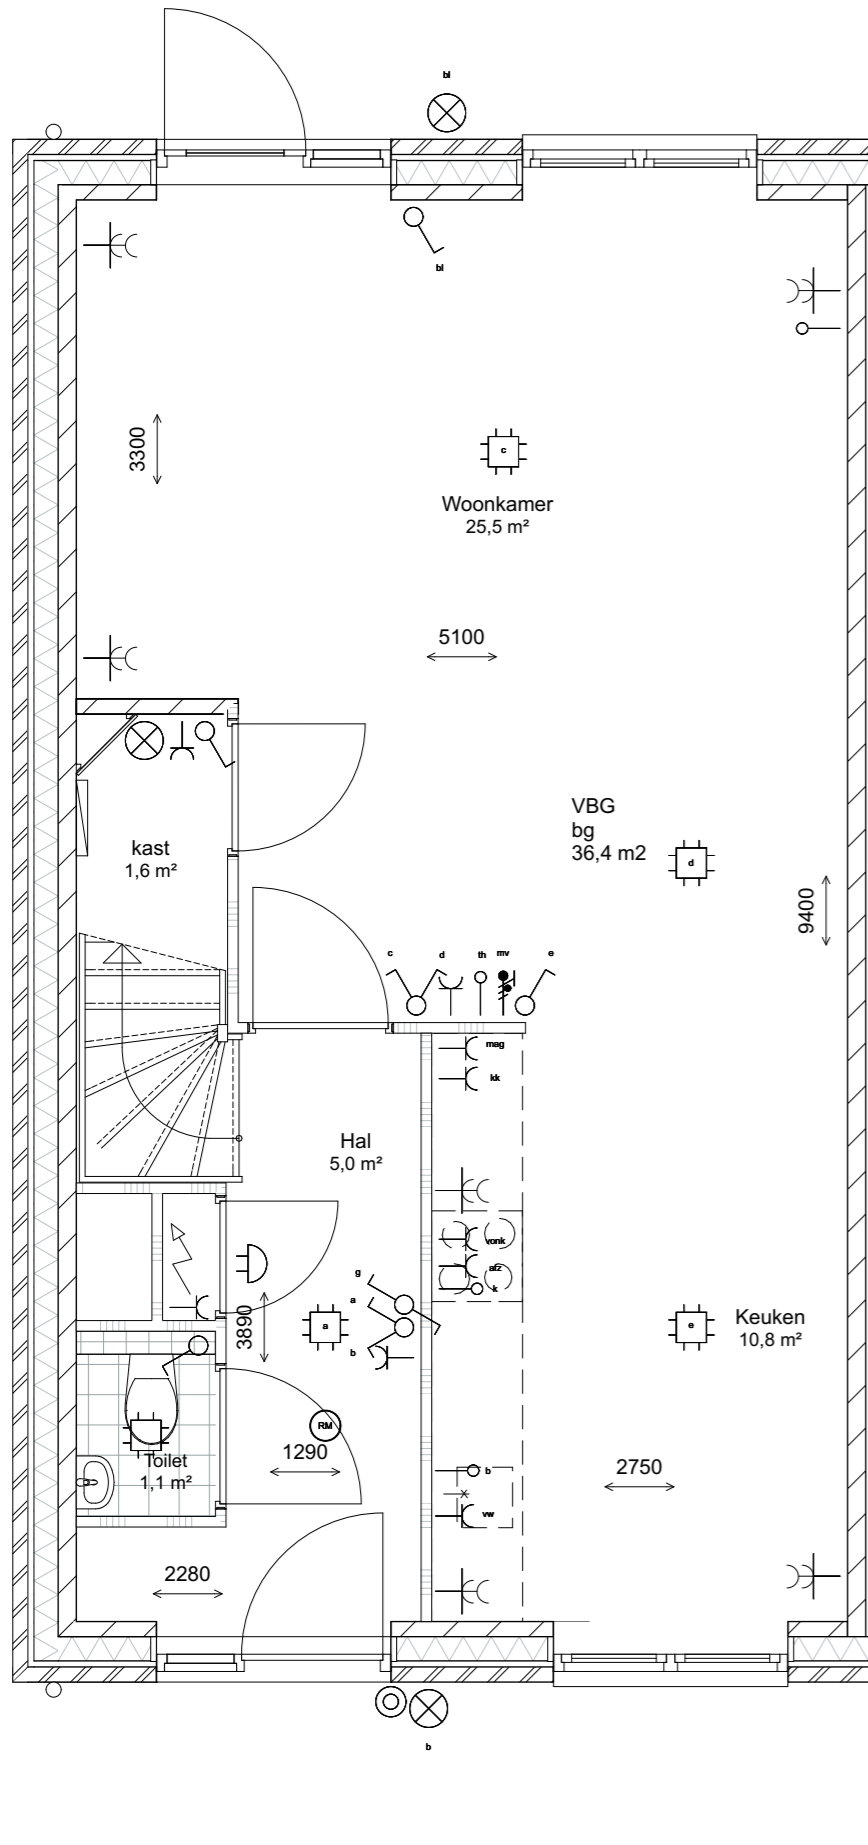 bl
bl
3300
c
Woonkamer
25,5 m²
5100
kast
1,6 m²
VBG
bg
36,4 m2
d
9400
c
d
th
mv
e
mag
kk
Hal
5,0 m²
vonk
afz
k
g
a
b
a
3890
e
Keuken
10,8 m²
RM
1290
Toilet
1,1 m²
b
vw
2750
2280
b